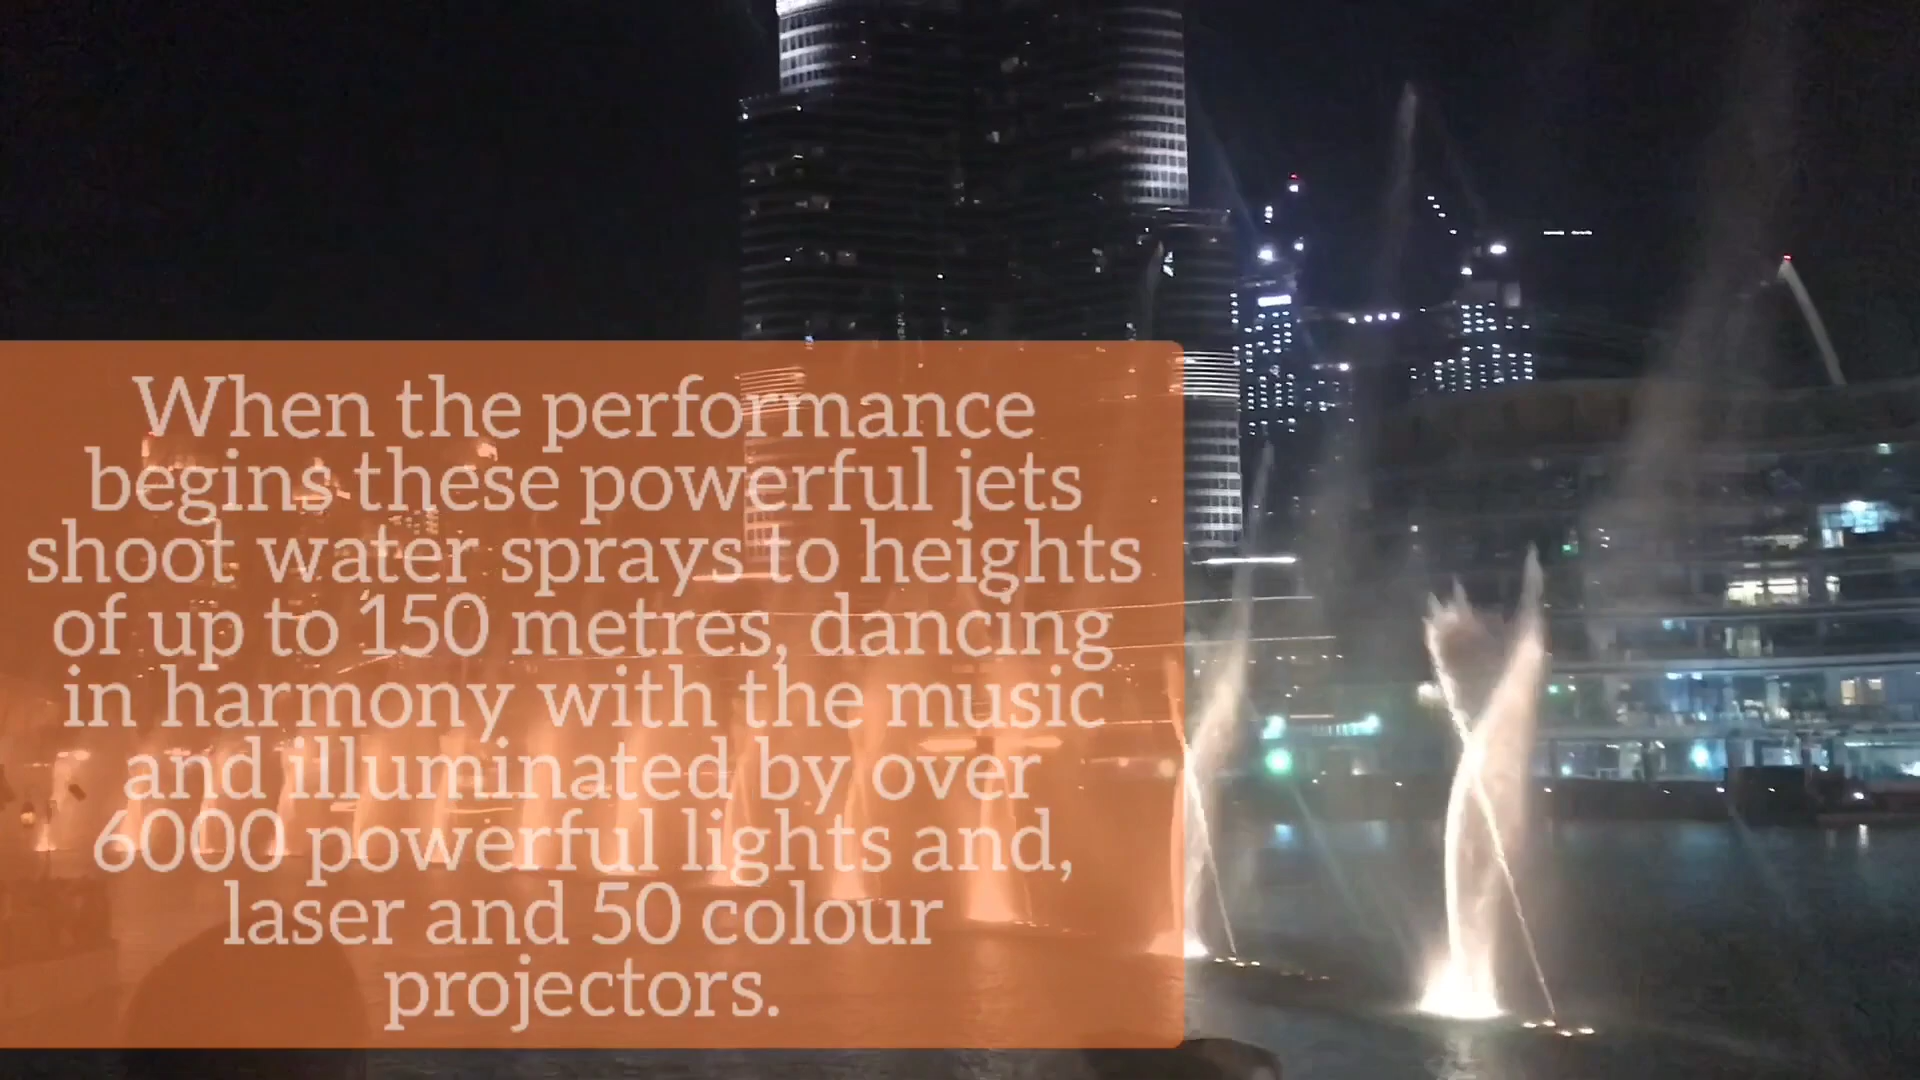 When the performance
begins these powerful jets
shoot water sprays to heights
of up to 150 metres, dancing
in harmony with the music
and illuminated by over
6000 powerful lights and,
laser and 50 colour
projectors.